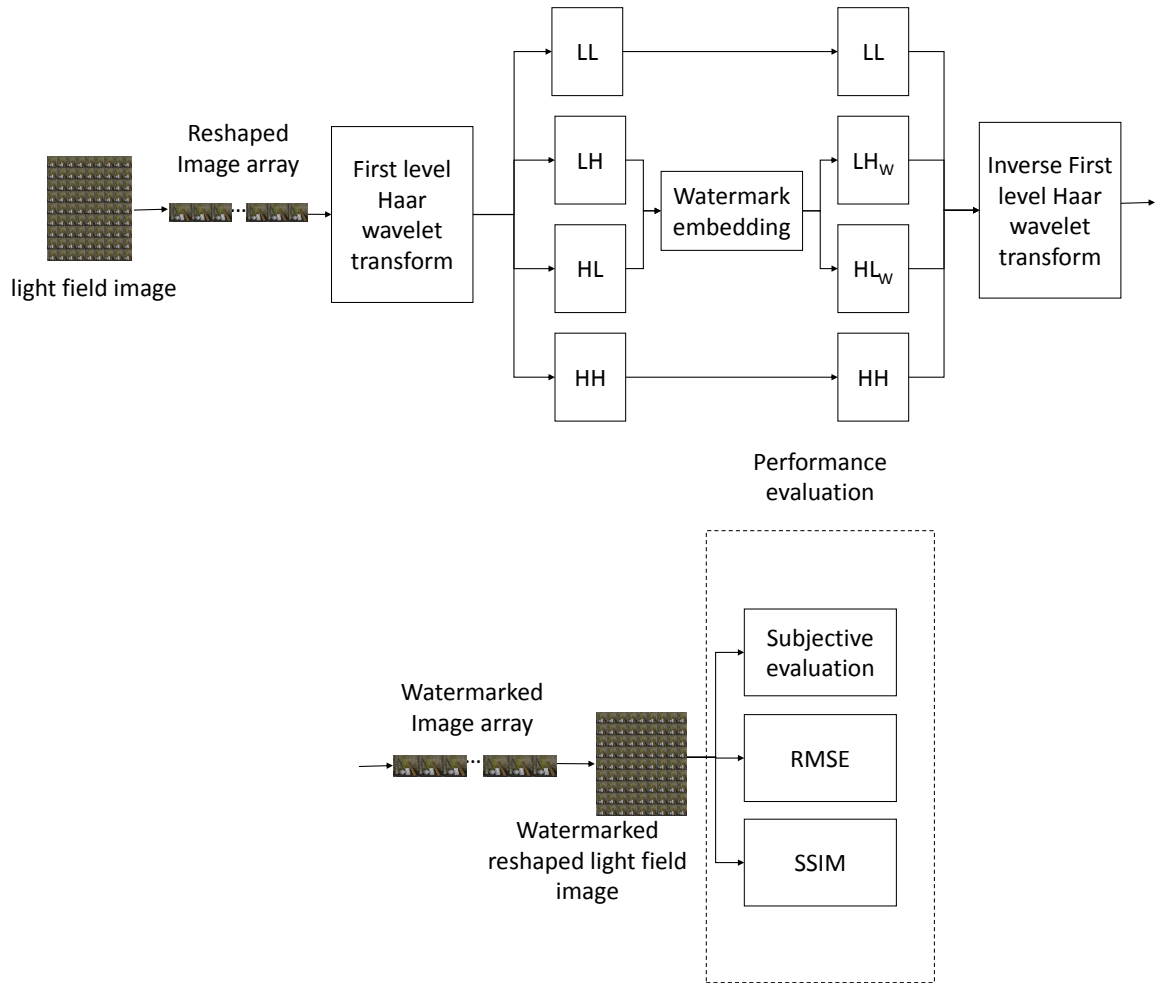 light field image
Reshaped
Image array
...
First level
Haar
wavelet
transform
LL
LH
HL
HH
Watermark
embedding
LL
LHW
HLW
HH
Inverse First
level Haar
wavelet
transform
Performance
evaluation
Watermarked
Image array
...
Watermarked
reshaped light field
image
Subjective
evaluation
RMSE
SSIM